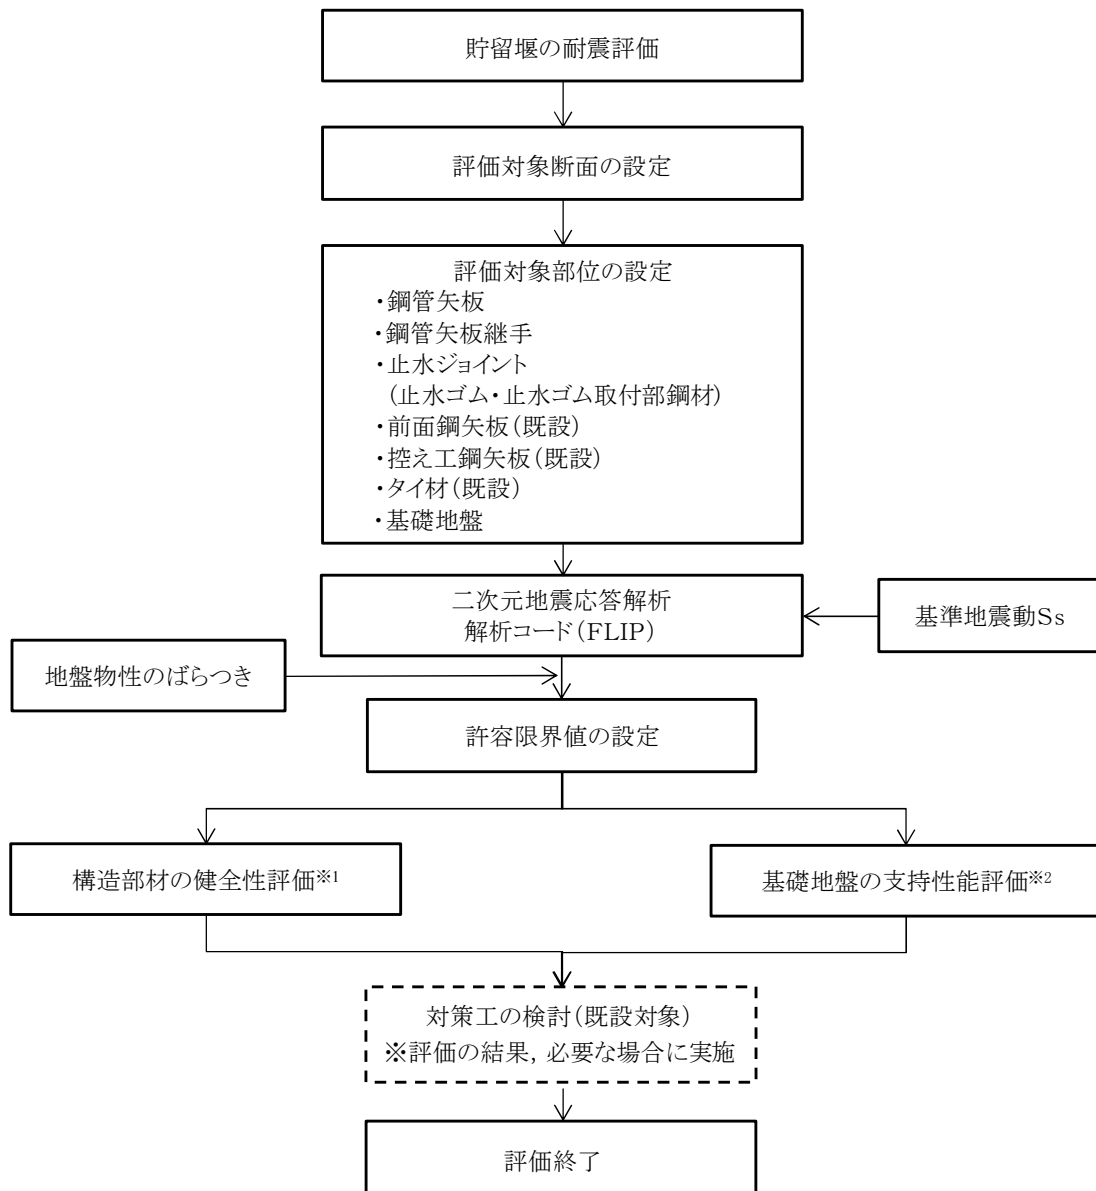 貯留堰の耐震評価
評価対象断面の設定
評価対象部位の設定
・鋼管矢板
・鋼管矢板継手
・止水ジョイント
(止水ゴム・止水ゴム取付部鋼材)
・前面鋼矢板(既設)
・控え工鋼矢板(既設)
・タイ材(既設)
・基礎地盤
二次元地震応答解析
解析コード(FLIP)
基準地震動Ss
地盤物性のばらつき
許容限界値の設定
構造部材の健全性評価※1
基礎地盤の支持性能評価※2
対策工の検討(既設対象)
※評価の結果，必要な場合に実施
評価終了